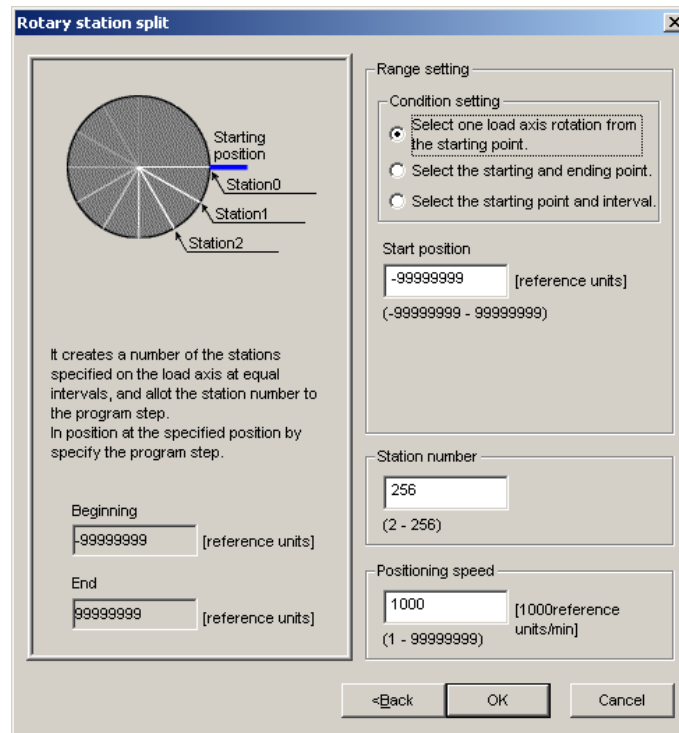 Rotary station split
Starting
position
Station0
Station1
Station2
It creates a number of the stations
specified on the load axis at equal
intervals, and allot the station number to
the program step.
In position at the specified position by
specify the program step.
Beginning
-99999999 [reference units]
End
99999999 [reference units]
Range setting
Condition setting
Select one load axis rotation from
the starting point.
Select the starting and ending point.
Select the starting point and interval.
Start position
-99999999 [reference units]
(-99999999 - 99999999)
Station number
256
(2 - 256)
Positioning speed
1000 [1000reference
units/min]
(1 - 99999999)
<Back OK Cancel